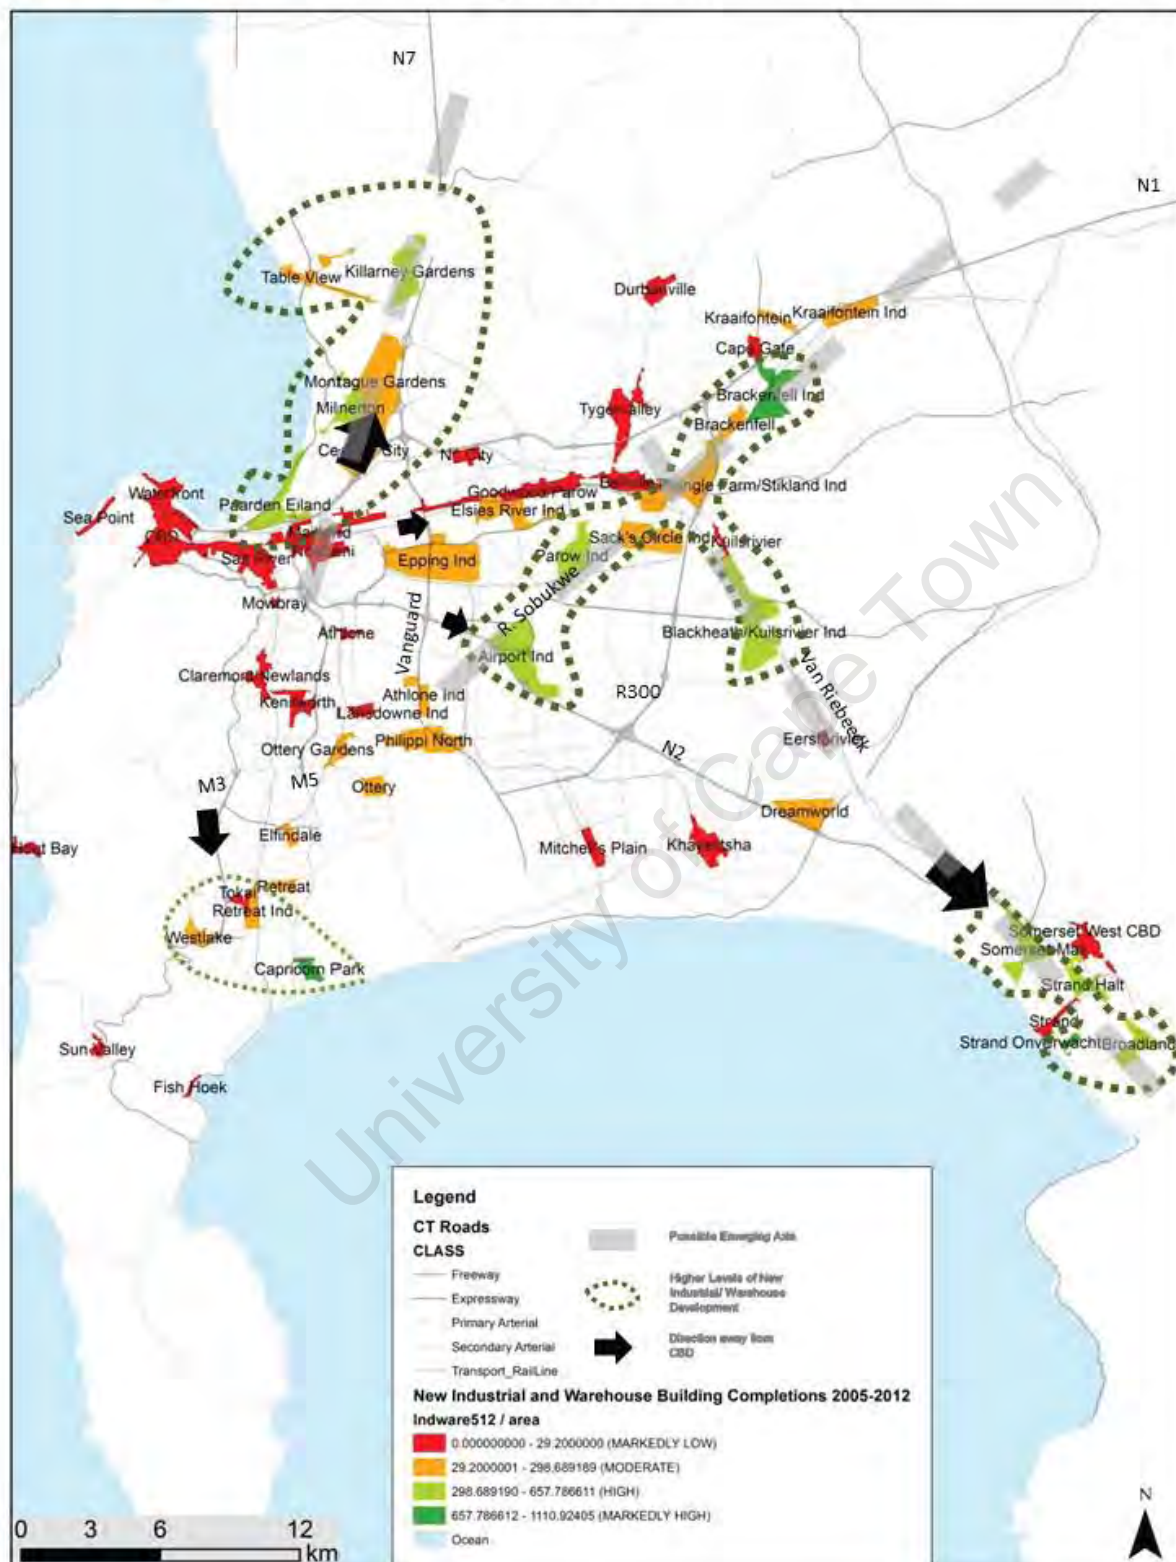 N7
N1
Table View
Killarney Gardens
Durbanville
Kraaifontein
Kraaifontein Ind
Cape Gate
Montague Gardens
Brackenfell Ind
Milnerton
Tygervalley
Brackenfell
City
N1 City
Goodwood
Parow
Farm/Stikland Ind
Waterfront
Sea Point
Paarden Eiland
Elsies River Ind
CBD
Salt River
Sack's Circle Ind
Kuilsrivier
Epping Ind
Parow Ind
Mowbray
R. Sobukwe
Vanguard
Athlone
Blackheath/Kuilsrivier Ind
Airport Ind
Claremont/Newlands
Van Riebeeck
Athlone Ind
R300
Kenilworth
Lansdowne Ind
Ottery Gardens
Philippi North
Eersterivier
N2
M3
M5
Ottery
Dreamworld
Elfindale
Hout Bay
Mitchell's Plain
Khayelitsha
Tokai
Retreat
Retreat Ind
Westlake
Somerset West CBD
Somerset Mall
Capricorn Park
Strand Halt
Strand
Strand Onverwacht
Broadland
Sun Valley
Fish Hoek
University of Cape Town
Legend
CT Roads
CLASS
Freeway
Expressway
Primary Arterial
Secondary Arterial
Transport_RailLine
Possible Emerging Axis
Higher Levels of New
Industrial/ Warehouse
Development
Direction away from
CBD
New Industrial and Warehouse Building Completions 2005-2012
Indware512 / area
0.000000000 - 29.2000000 (MARKEDLY LOW)
29.2000001 - 298.689189 (MODERATE)
298.689190 - 657.786611 (HIGH)
657.786612 - 1110.92405 (MARKEDLY HIGH)
Ocean
0 3 6 12
km
N